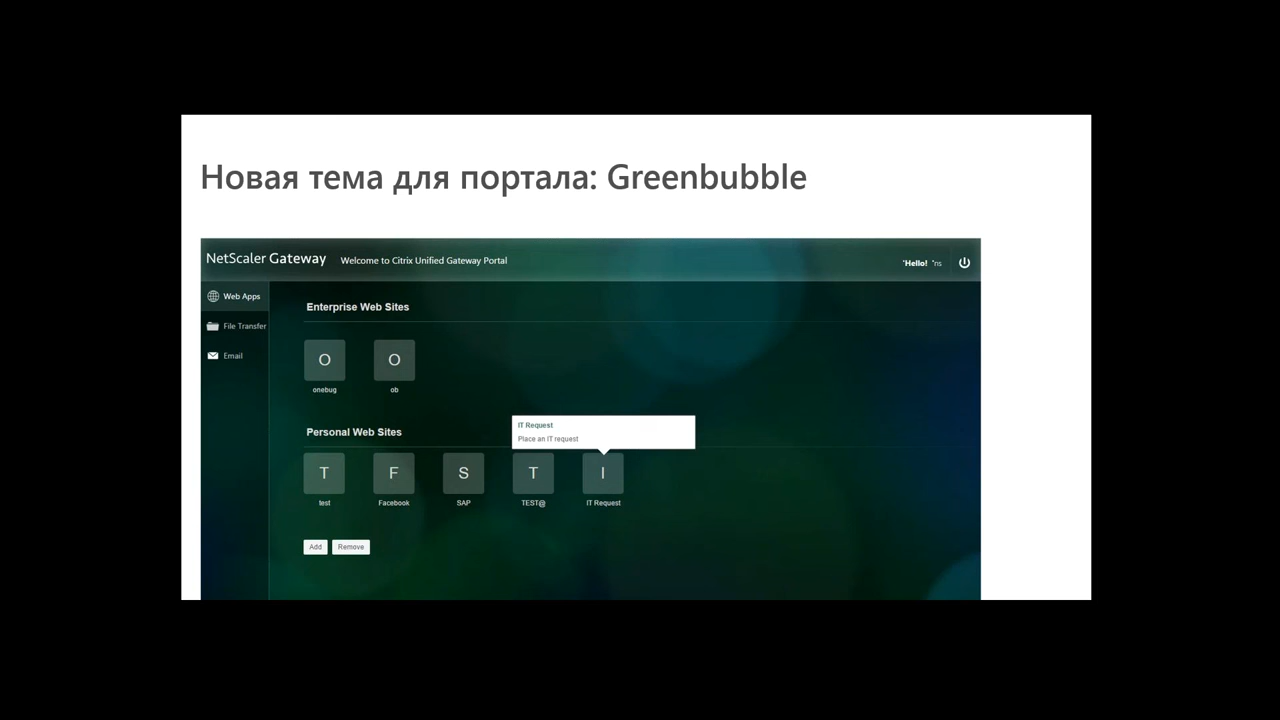 Новая тема для портала: Greenbubble
NetScaler Gateway Welcome to Citrix Unified Gateway Portal "Hello! "ns
Web Apps
File Transfer
Email
Enterprise Web Sites
O O
onebug ob
Personal Web Sites
IT Request
Place an IT request
T F S T I
test Facebook SAP TEST@ IT Request
Add Remove